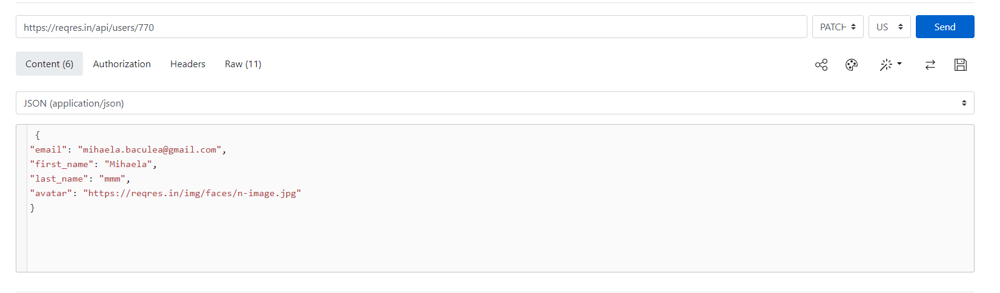 https://reqres.in/api/users/770 PATCH US Send
Content (6) Authorization Headers Raw (11)
JSON (application/json)
{
"email": "mihaela.baculea@gmail.com",
"first_name": "Mihaela",
"last_name": "mmm",
"avatar": "https://reqres.in/img/faces/n-image.jpg"
}